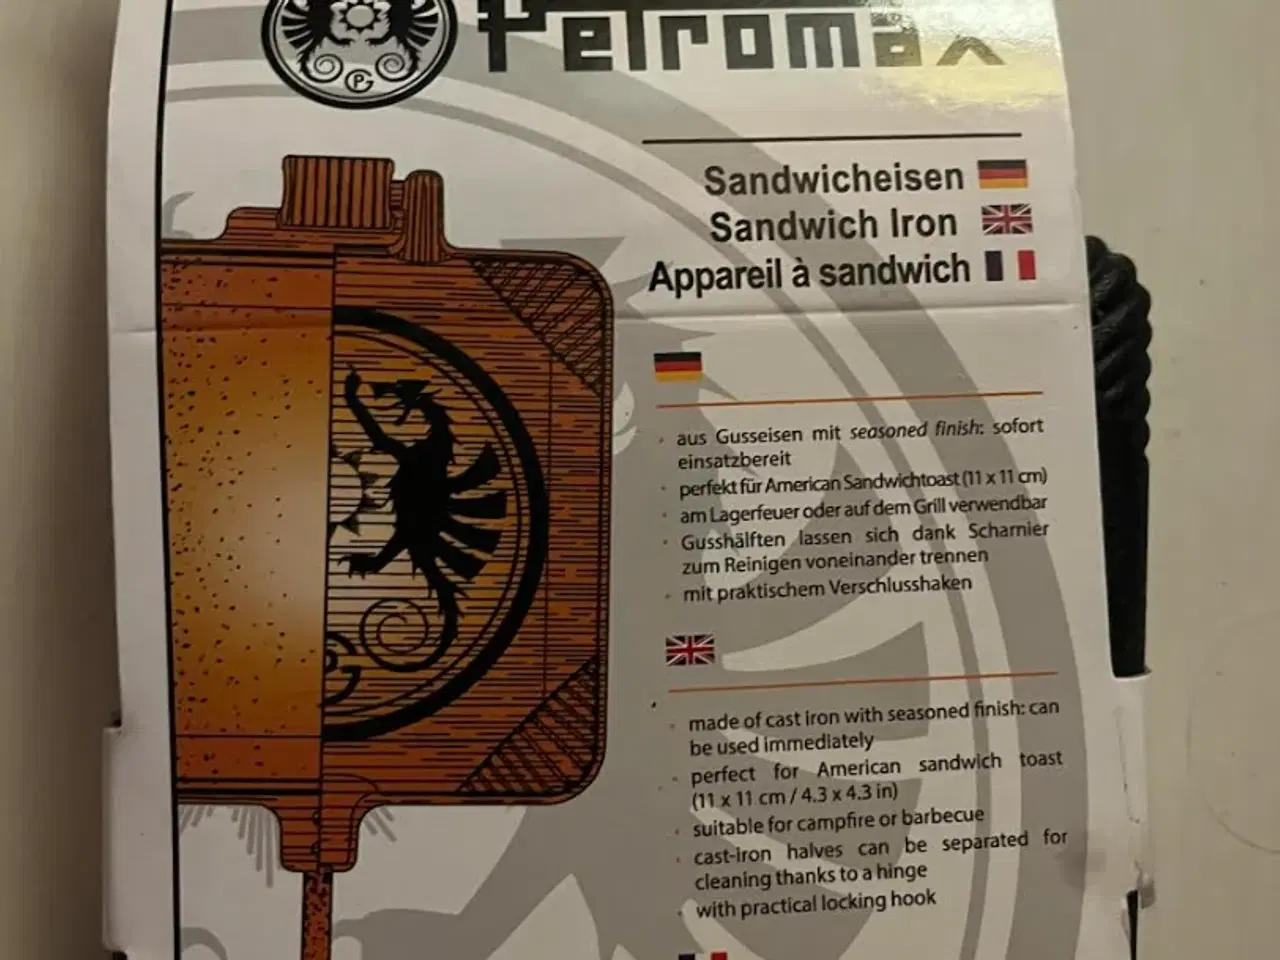 Petromax
Sandwicheisen
Sandwich Iron
Appareil à sandwich
aus Gusseisen mit seasoned finish: sofort
einsatzbereit
perfekt für American Sandwichtoast (11 x 11 cm)
am Lagerfeuer oder auf dem Grill verwendbar
Gusshälften lassen sich dank Scharnier
zum Reinigen voneinander trennen
mit praktischem Verschlusshaken
made of cast iron with seasoned finish: can
be used immediately
perfect for American sandwich toast
(11 x 11 cm / 4.3 x 4.3 in)
suitable for campfire or barbecue
cast-iron halves can be separated for
cleaning thanks to a hinge
with practical locking hook